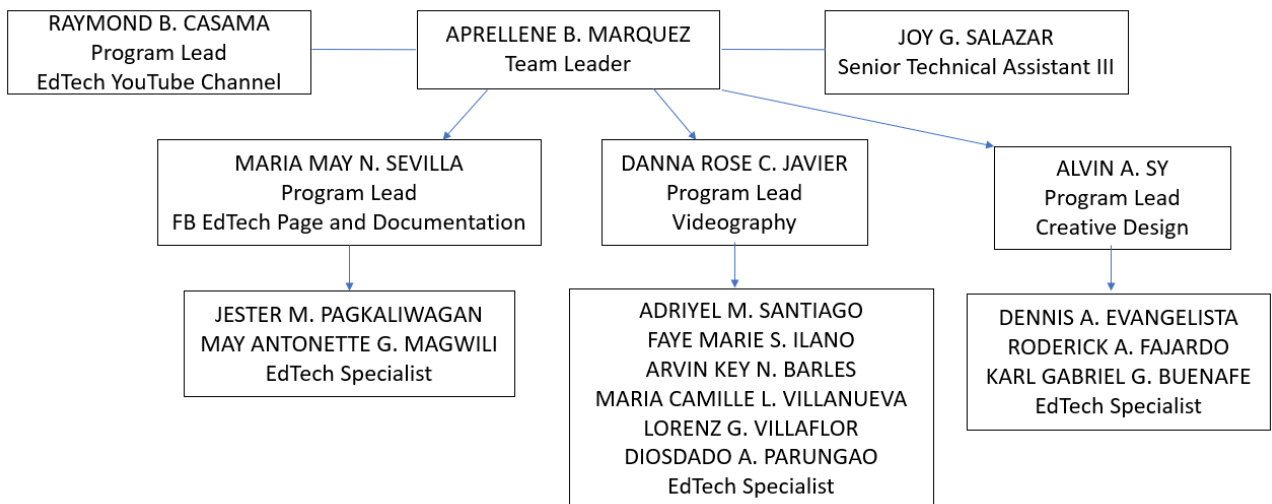 RAYMOND B. CASAMA
Program Lead
EdTech YouTube Channel
APRELLENE B. MARQUEZ
Team Leader
JOY G. SALAZAR
Senior Technical Assistant III
MARIA MAY N. SEVILLA
Program Lead
FB EdTech Page and Documentation
DANNA ROSE C. JAVIER
Program Lead
Videography
ALVIN A. SY
Program Lead
Creative Design
JESTER M. PAGKALIWAGAN
MAY ANTONETTE G. MAGWILI
EdTech Specialist
ADRIYEL M. SANTIAGO
FAYE MARIE S. ILANO
ARVIN KEY N. BARLES
MARIA CAMILLE L. VILLANUEVA
LORENZ G. VILLAFLOR
DIOSDADO A. PARUNGAO
EdTech Specialist
DENNIS A. EVANGELISTA
RODERICK A. FAJARDO
KARL GABRIEL G. BUENAFE
EdTech Specialist